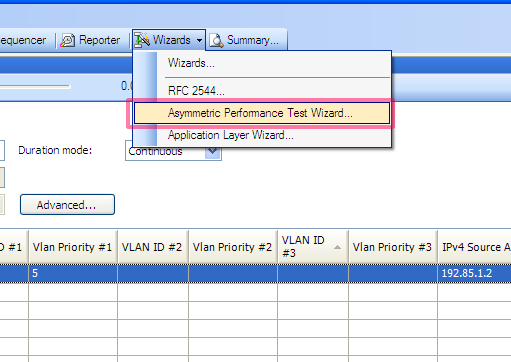 equencer Reporter Wizards Summary...
Wizards...
0.0
RFC 2544...
Asymmetric Performance Test Wizard...
Application Layer Wizard...
Duration mode: Continuous
Advanced...
D #1 Vlan Priority #1 VLAN ID #2 Vlan Priority #2 VLAN ID #3 Vlan Priority #3 IPv4 Source A
5 192.85.1.2